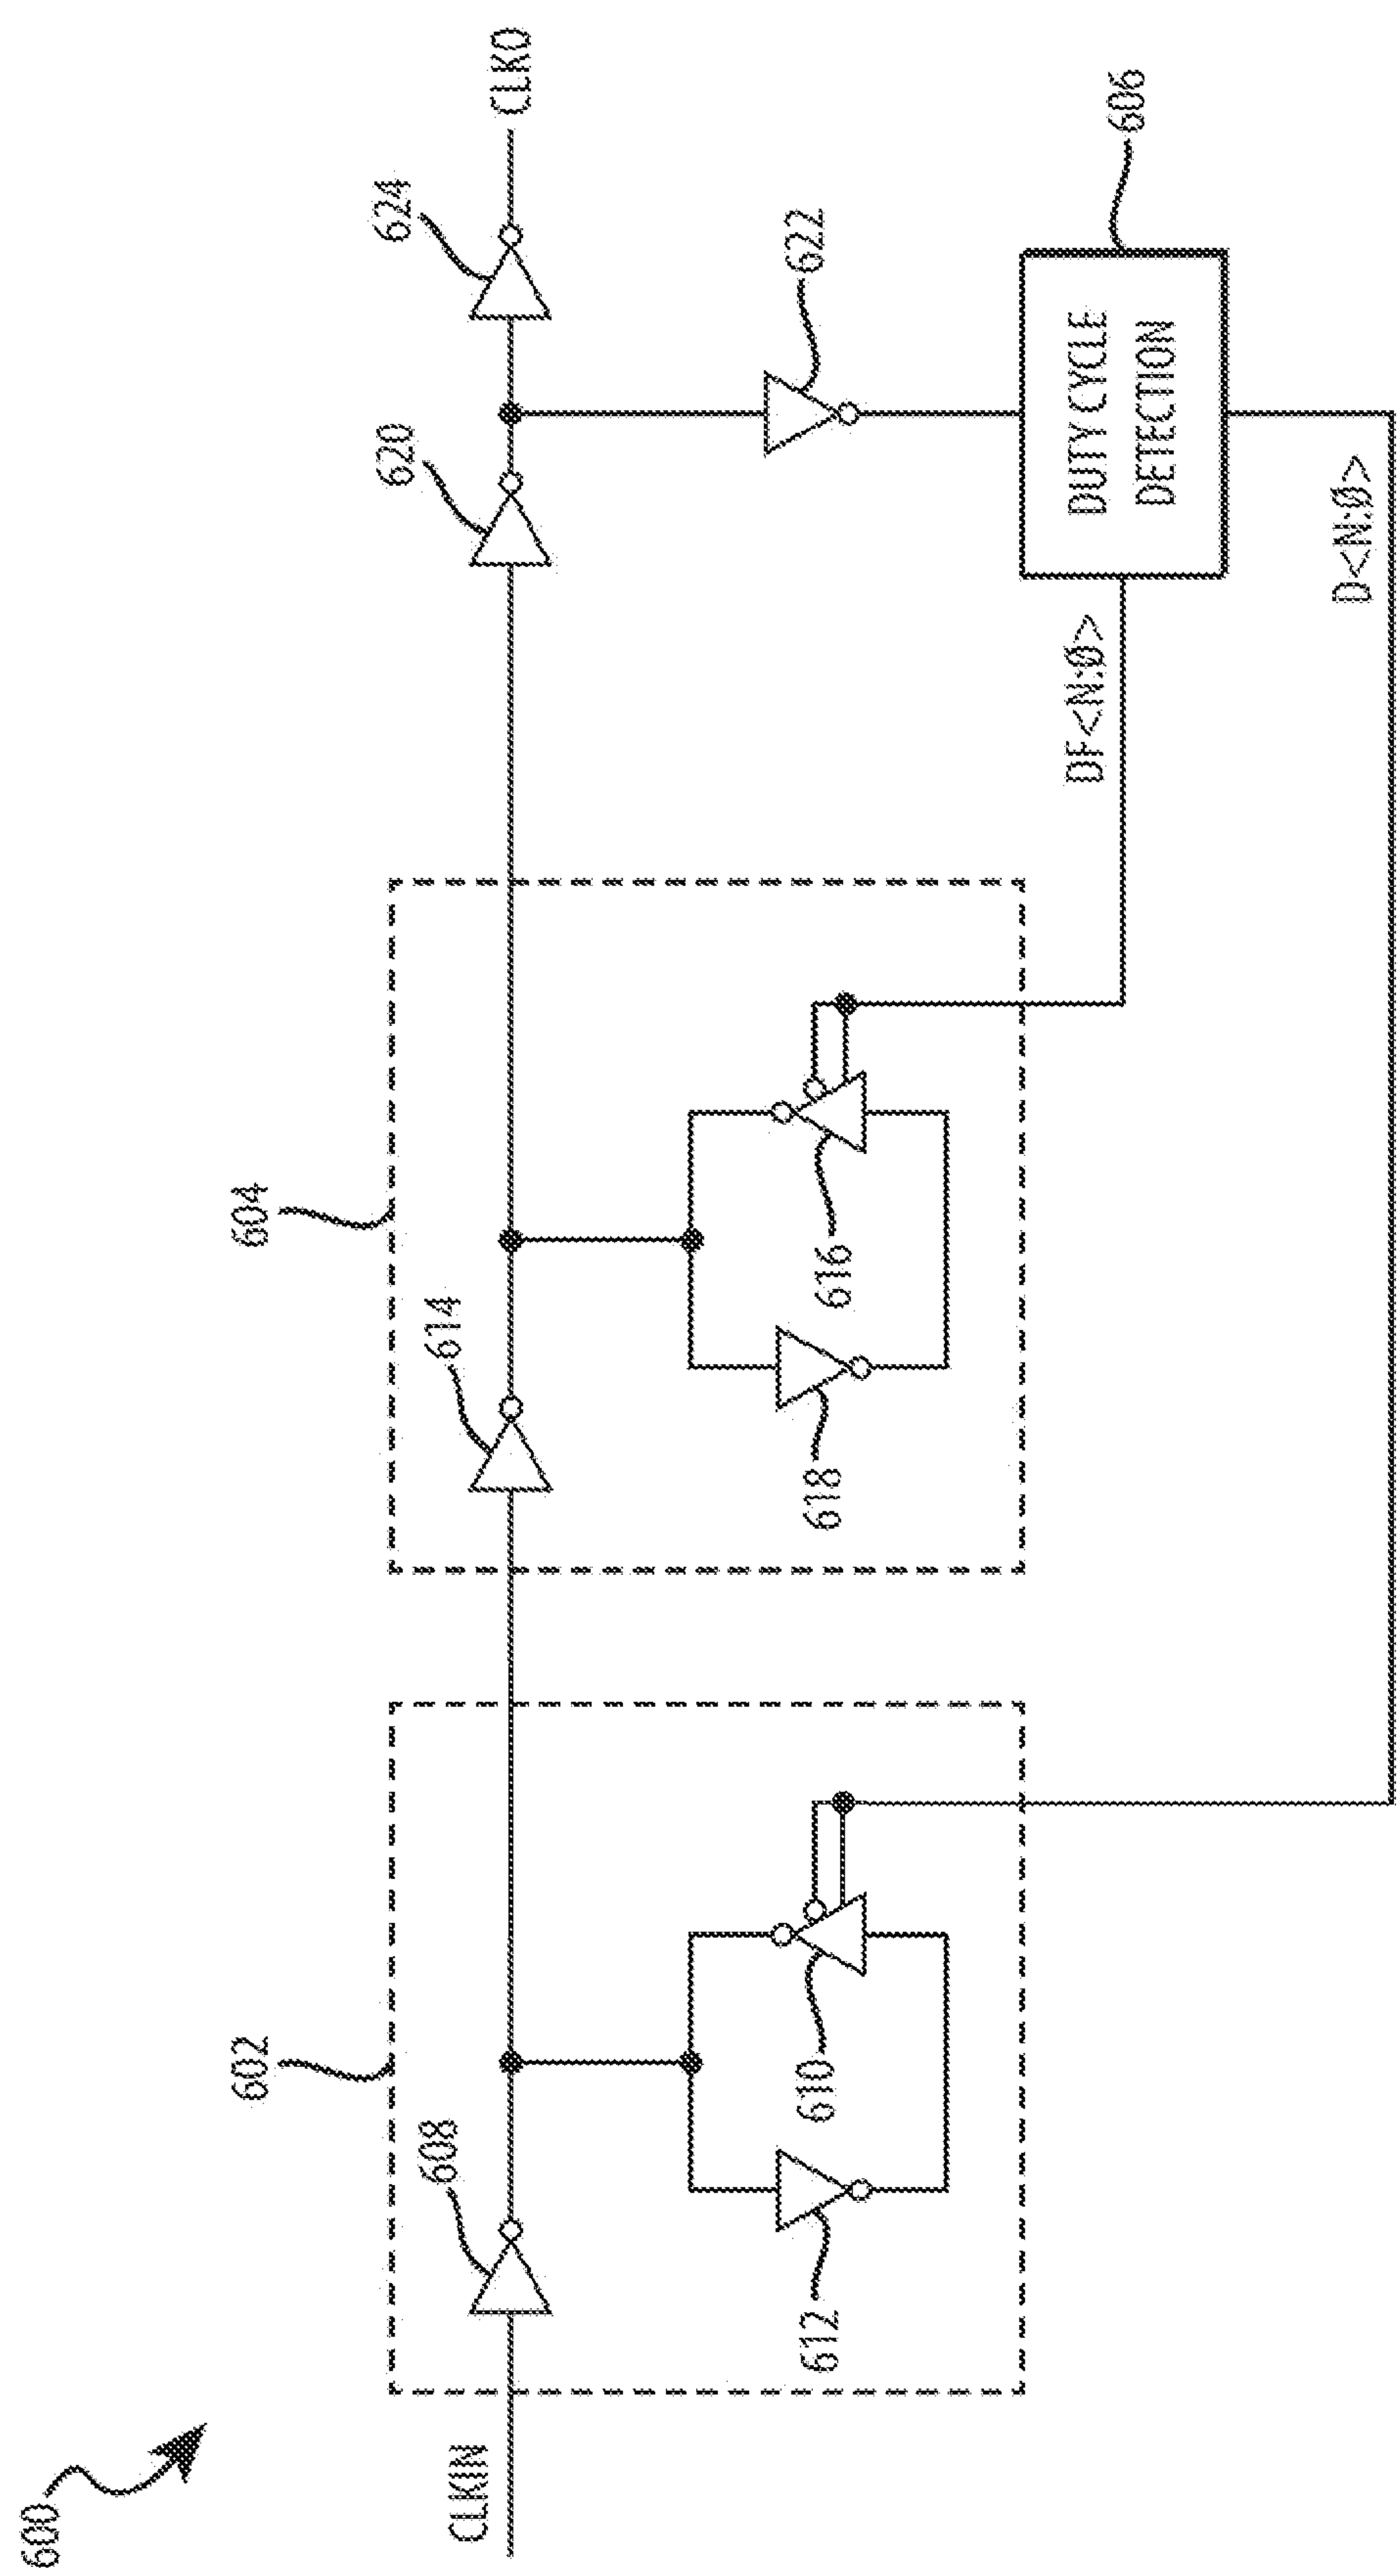 600
602
604
608
614
620
624
CLKIN
CLKO
612
610
618
616
622
DUTY CYCLE
DETECTION
606
DF<N:Ø>
D<N:Ø>